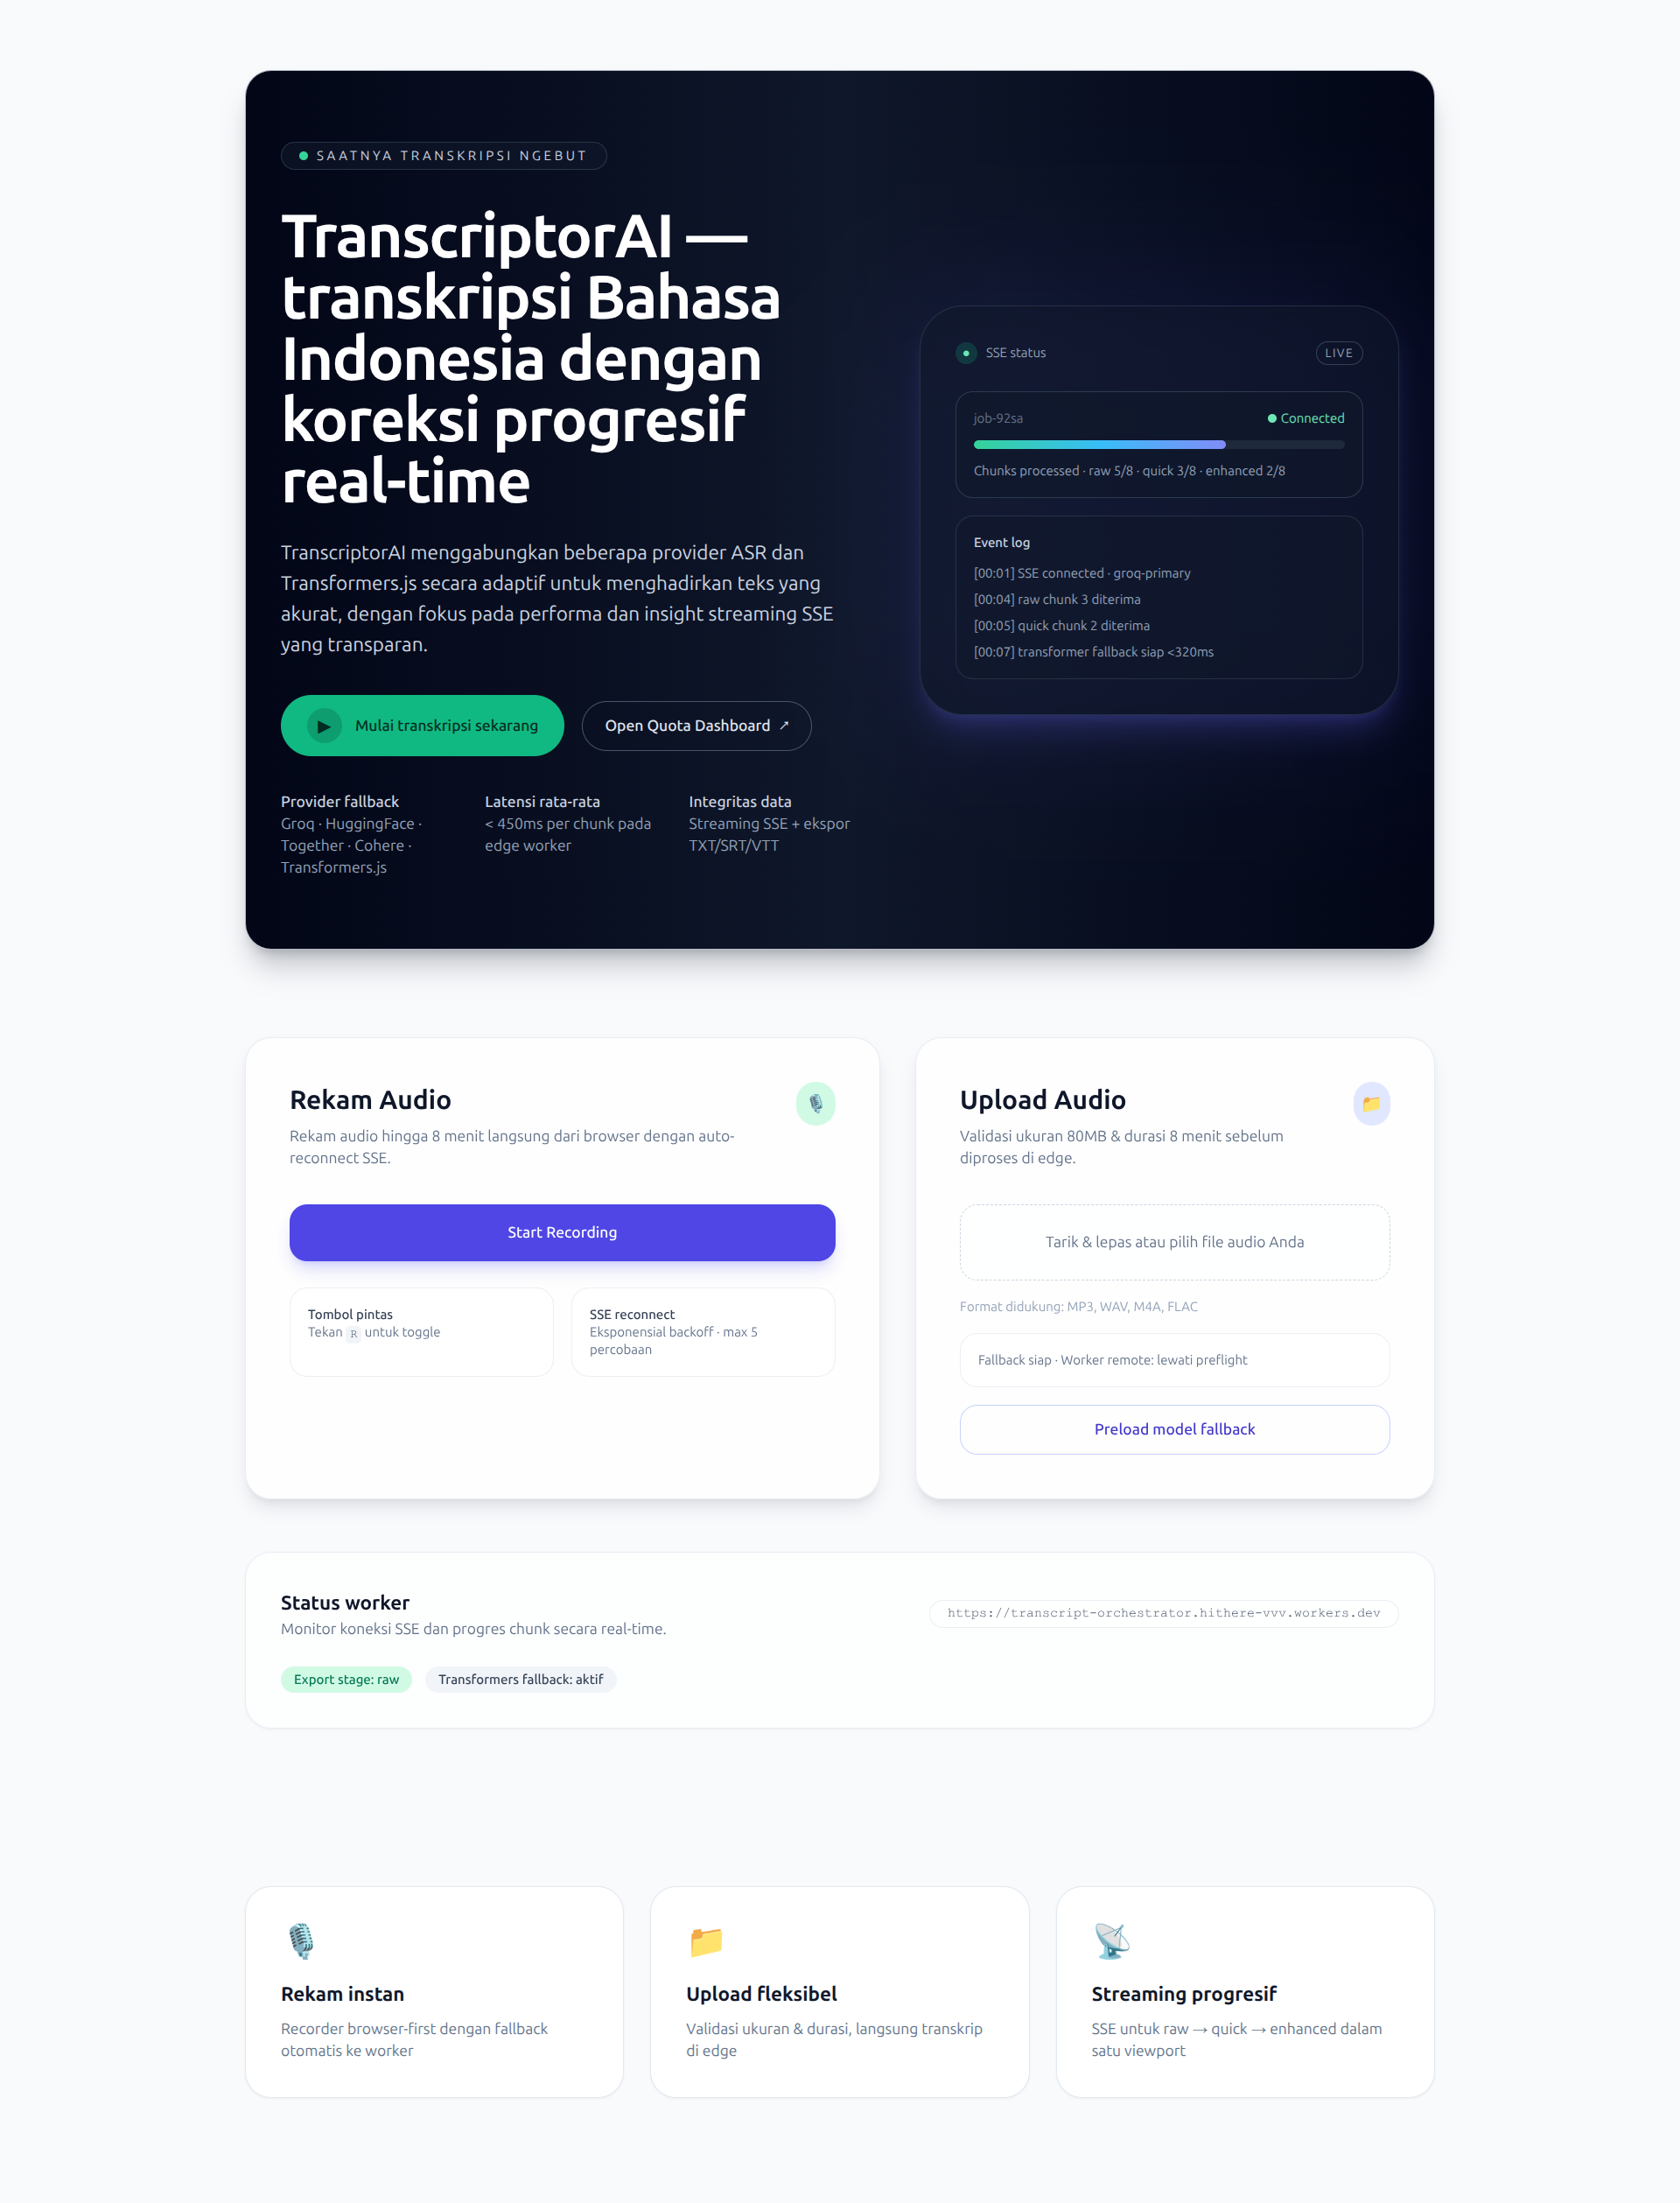 SAATNYA TRANSKRIPSI NGEBUT
TranscriptorAI —
transkripsi Bahasa
Indonesia dengan
koreksi progresif
real-time
TranscriptorAI menggabungkan beberapa provider ASR dan
Transformers.js secara adaptif untuk menghadirkan teks yang
akurat, dengan fokus pada performa dan insight streaming SSE
yang transparan.
▶ Mulai transkripsi sekarang
Open Quota Dashboard ↗
Provider fallback
Groq · HuggingFace ·
Together · Cohere ·
Transformers.js
Latensi rata-rata
< 450ms per chunk pada
edge worker
Integritas data
Streaming SSE + ekspor
TXT/SRT/VTT
SSE status
LIVE
job-92sa
Connected
Chunks processed · raw 5/8 · quick 3/8 · enhanced 2/8
Event log
[00:01] SSE connected · groq-primary
[00:04] raw chunk 3 diterima
[00:05] quick chunk 2 diterima
[00:07] transformer fallback siap <320ms
Rekam Audio
Rekam audio hingga 8 menit langsung dari browser dengan auto-
reconnect SSE.
Start Recording
Tombol pintas
Tekan R untuk toggle
SSE reconnect
Eksponensial backoff · max 5
percobaan
Upload Audio
Validasi ukuran 80MB & durasi 8 menit sebelum
diproses di edge.
Tarik & lepas atau pilih file audio Anda
Format didukung: MP3, WAV, M4A, FLAC
Fallback siap · Worker remote: lewati preflight
Preload model fallback
Status worker
Monitor koneksi SSE dan progres chunk secara real-time.
https://transcript-orchestrator.hithere-vvv.workers.dev
Export stage: raw
Transformers fallback: aktif
Rekam instan
Recorder browser-first dengan fallback
otomatis ke worker
Upload fleksibel
Validasi ukuran & durasi, langsung transkrip
di edge
Streaming progresif
SSE untuk raw → quick → enhanced dalam
satu viewport